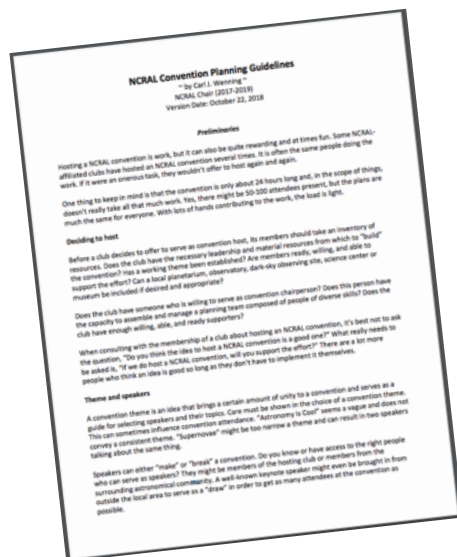 NCRAL Convention Planning Guidelines
~ by Carl J. Wenning ~
NCRAL Chair (2017-2019)
Version Date: October 22, 2018
Preliminaries
Hosting a NCRAL convention is work, but it can also be quite rewarding and at times fun. Some NCRAL-
affiliated clubs have hosted an NCRAL convention several times. It is often the same people doing the
work. If it were an onerous task, they wouldn't offer to host again and again.
One thing to keep in mind is that the convention is only about 24 hours long and, in the scope of things,
doesn't really take all that much work. Yes, there might be 50-100 attendees present, but the plans are
much the same for everyone. With lots of hands contributing to the work, the load is light.
Deciding to host
Before a club decides to offer to serve as convention host, its members should take an inventory of
resources. Does the club have the necessary leadership and material resources from which to "build"
the convention? Has a working theme been established? Are members ready, willing, and able to
support the effort? Can a local planetarium, observatory, dark-sky observing site, science center or
museum be included if desired and appropriate?
Does the club have someone who is willing to serve as convention chairperson? Does this person have
the capacity to assemble and manage a planning team composed of people of diverse skills? Does the
club have enough willing, able, and ready supporters?
When consulting with the membership of a club about hosting an NCRAL convention, it's best not to ask
the question, "Do you think the idea to host a NCRAL convention is a good one?" What really needs to
be asked is, "If we do host a NCRAL convention, will you support the effort?" There are a lot more
people who think an idea is good so long as they don't have to implement it themselves.
Theme and speakers
A convention theme is an idea that brings a certain amount of unity to a convention and serves as a
guide for selecting speakers and their topics. Care must be shown in the choice of a convention theme.
This can sometimes influence convention attendance. "Astronomy is Cool" seems a vague and does not
convey a consistent theme. "Supernovae" might be too narrow a theme and can result in two speakers
talking about the same thing.
Speakers can either "make" or "break" a convention. Do you know or have access to the right people
who can serve as speakers? They might be members of the hosting club or members from the
surrounding astronomical community. A well-known keynote speaker might even be brought in from
outside the local area to serve as a "draw" in order to get as many attendees at the convention as
possible.